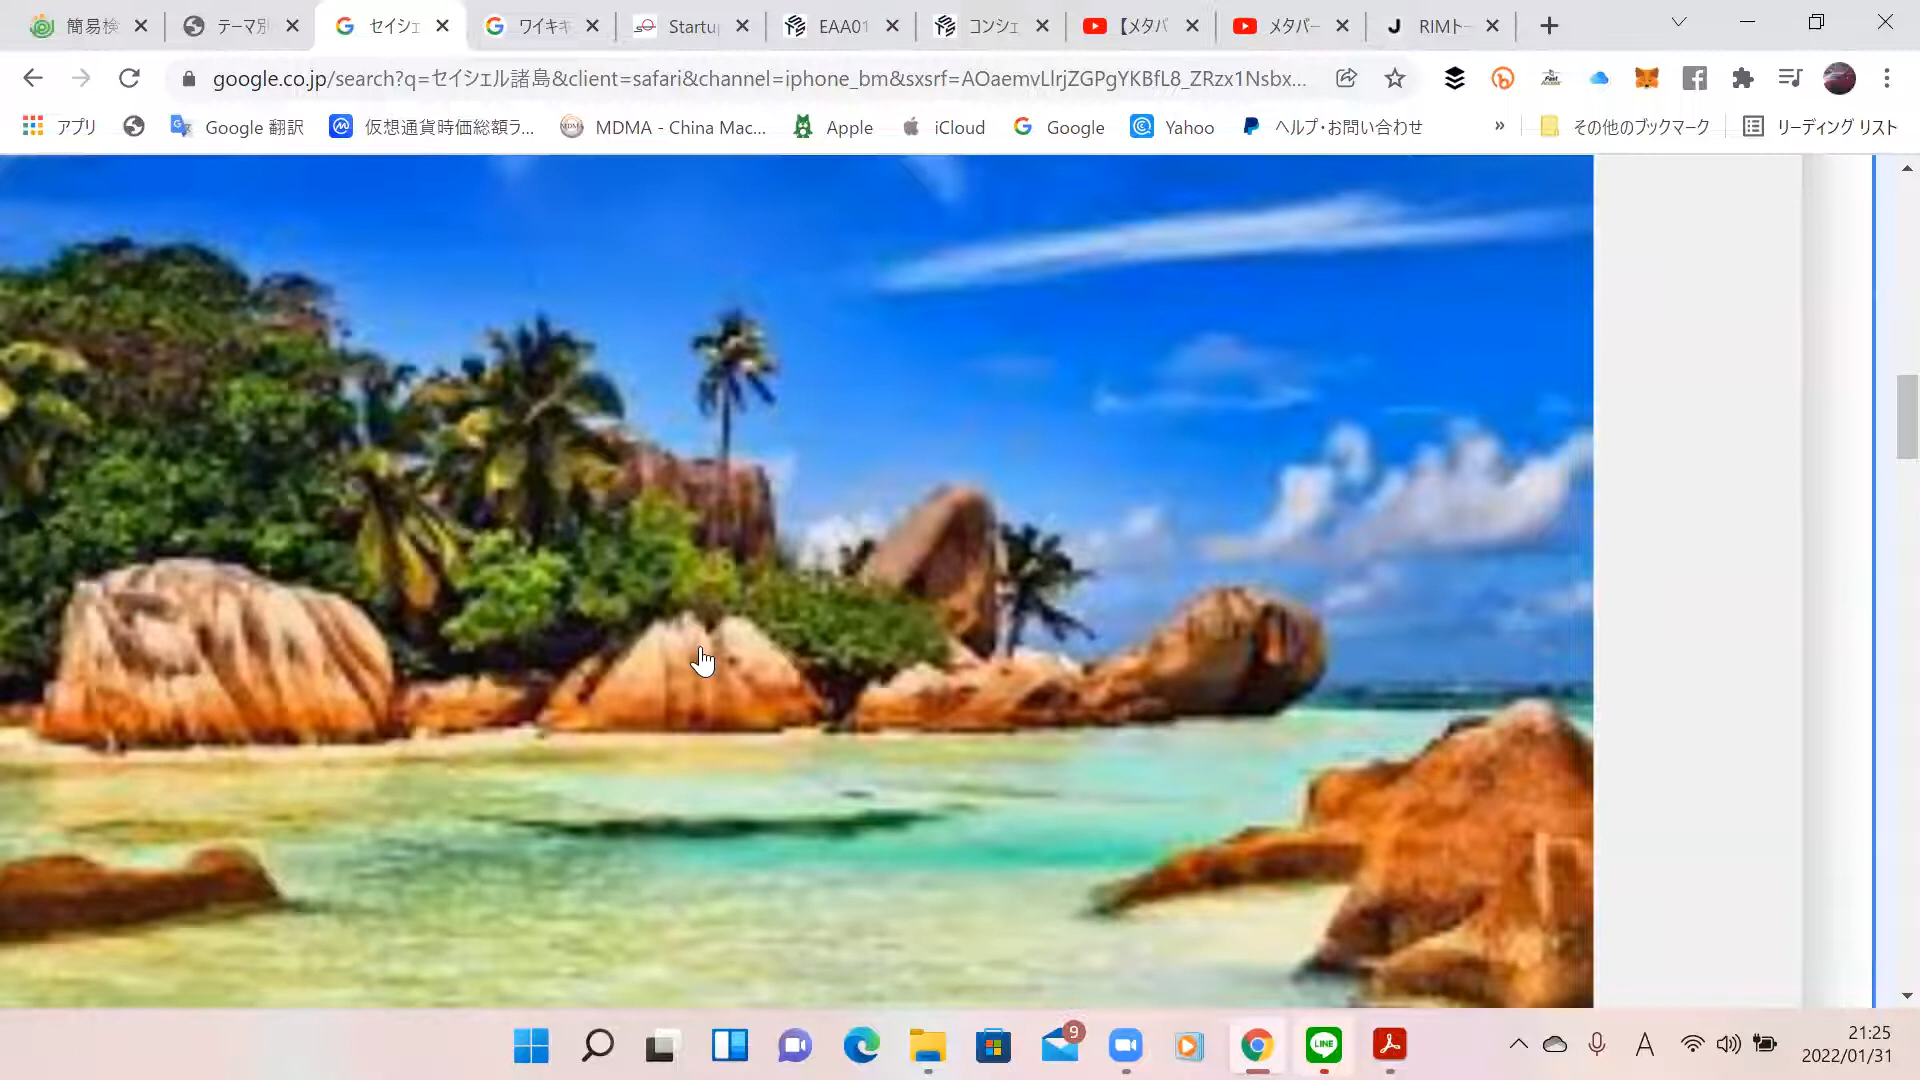 簡易検
テーマ別
セイシェ
ワイキキ
Startu
EAA01
コンシェ
【メタバ
メタバー
RIMトー
google.co.jp/search?q=セイシェル諸島&client=safari&channel=iphone_bm&sxsrf=AOaemvLlrjZGPgYKBfL8_ZRzx1Nsbx...
アプリ
Google 翻訳
仮想通貨時価総額ラ...
MDMA - China Mac...
Apple
iCloud
Google
Yahoo
ヘルプ・お問い合わせ
»
その他のブックマーク
リーディング リスト
9
LINE
A
21:25
2022/01/31